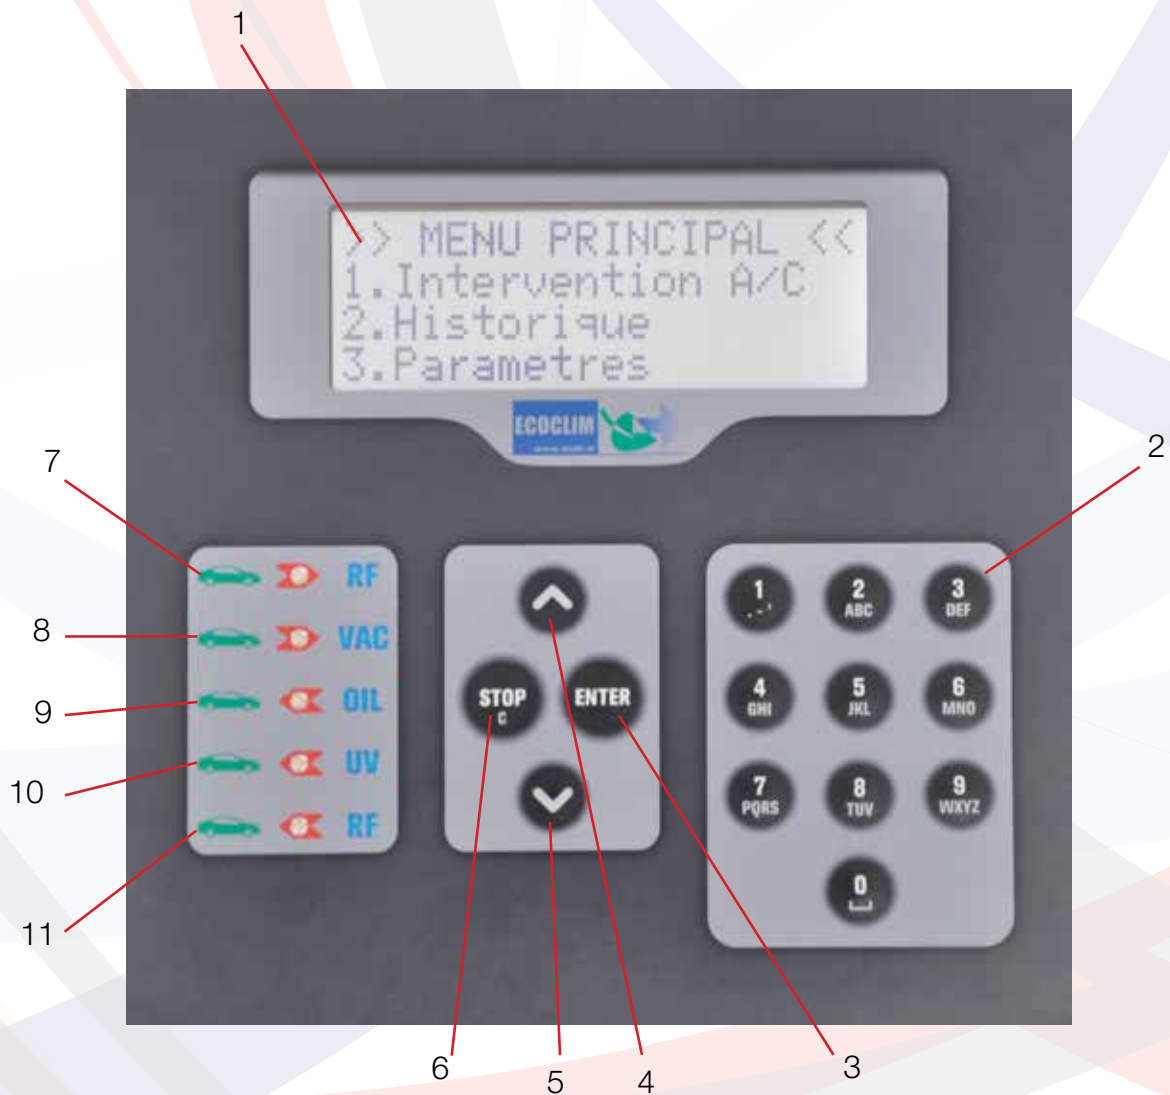 1
>> MENU PRINCIPAL <<
1.Intervention A/C
2.Historique
3.Parametres
ECOCLIM
7
8
9
10
11
RF
VAC
OIL
UV
RF
STOP
C
ENTER
2
1
. - '
2
ABC
3
DEF
4
GHI
5
JKL
6
MNO
7
PQRS
8
TUV
9
WXYZ
0
6
5
4
3